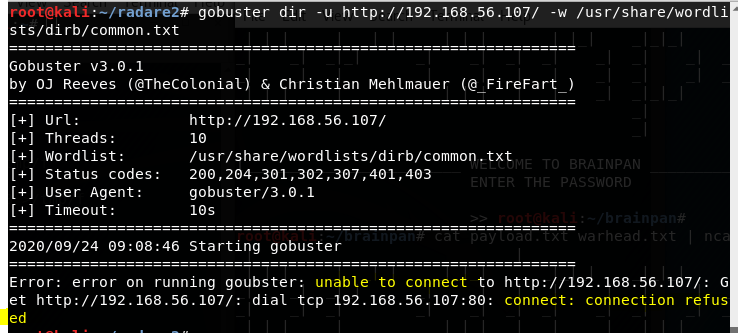 root@kali:~/radare2# gobuster dir -u http://192.168.56.107/ -w /usr/share/wordli
sts/dirb/common.txt
===============================================================
Gobuster v3.0.1
by OJ Reeves (@TheColonial) & Christian Mehlmauer (@_FireFart_)
===============================================================
[+] Url:            http://192.168.56.107/
[+] Threads:        10
[+] Wordlist:       /usr/share/wordlists/dirb/common.txt
[+] Status codes:   200,204,301,302,307,401,403
WELCOME TO BRAINPAN
[+] User Agent:     gobuster/3.0.1
ENTER THE PASSWORD
[+] Timeout:        10s
>> root@kali:~/brainpan#
===============================================================
root@kali:~/brainpan# cat payload.txt warhead.txt | nca
2020/09/24 09:08:46 Starting gobuster
===============================================================
Error: error on running goubster: unable to connect to http://192.168.56.107/: G
et http://192.168.56.107/: dial tcp 192.168.56.107:80: connect: connection refus
ed